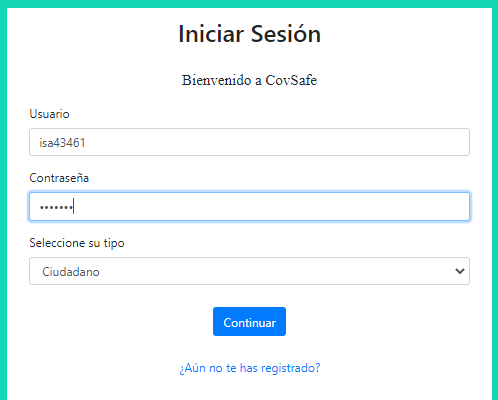 Iniciar Sesión
Bienvenido a CovSafe
Usuario
isa43461
Contraseña
•••••••
Seleccione su tipo
Ciudadano
Continuar
¿Aún no te has registrado?